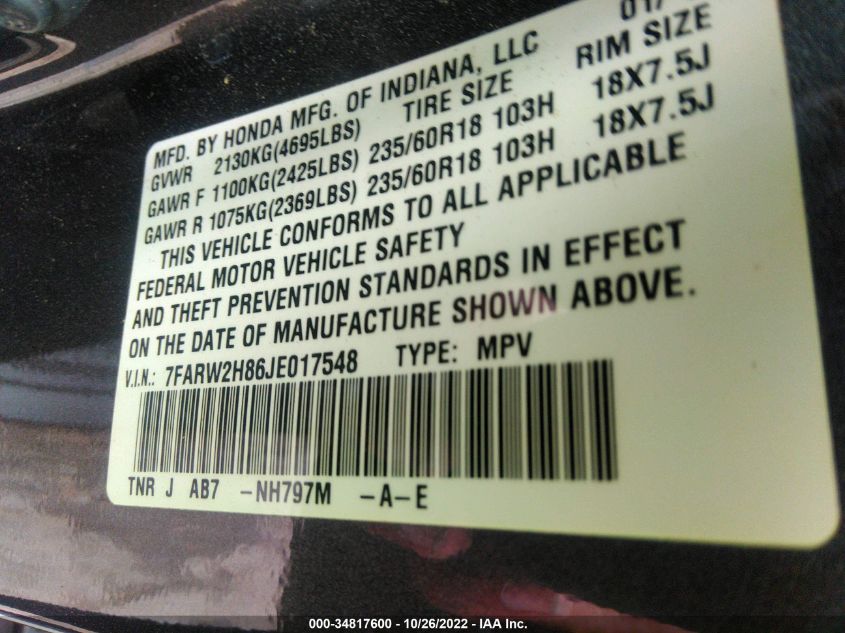 01/
MFD. BY HONDA MFG. OF INDIANA, LLC
GVWR 2130KG(4695LBS) TIRE SIZE RIM SIZE
GAWR F 1100KG(2425LBS) 235/60R18 103H 18X7.5J
GAWR R 1075KG(2369LBS) 235/60R18 103H 18X7.5J
THIS VEHICLE CONFORMS TO ALL APPLICABLE
FEDERAL MOTOR VEHICLE SAFETY
AND THEFT PREVENTION STANDARDS IN EFFECT
ON THE DATE OF MANUFACTURE SHOWN ABOVE.
V.I.N.: 7FARW2H86JE017548 TYPE: MPV
TNR J AB7 -NH797M -A-E
000-34817600 - 10/26/2022 - IAA Inc.